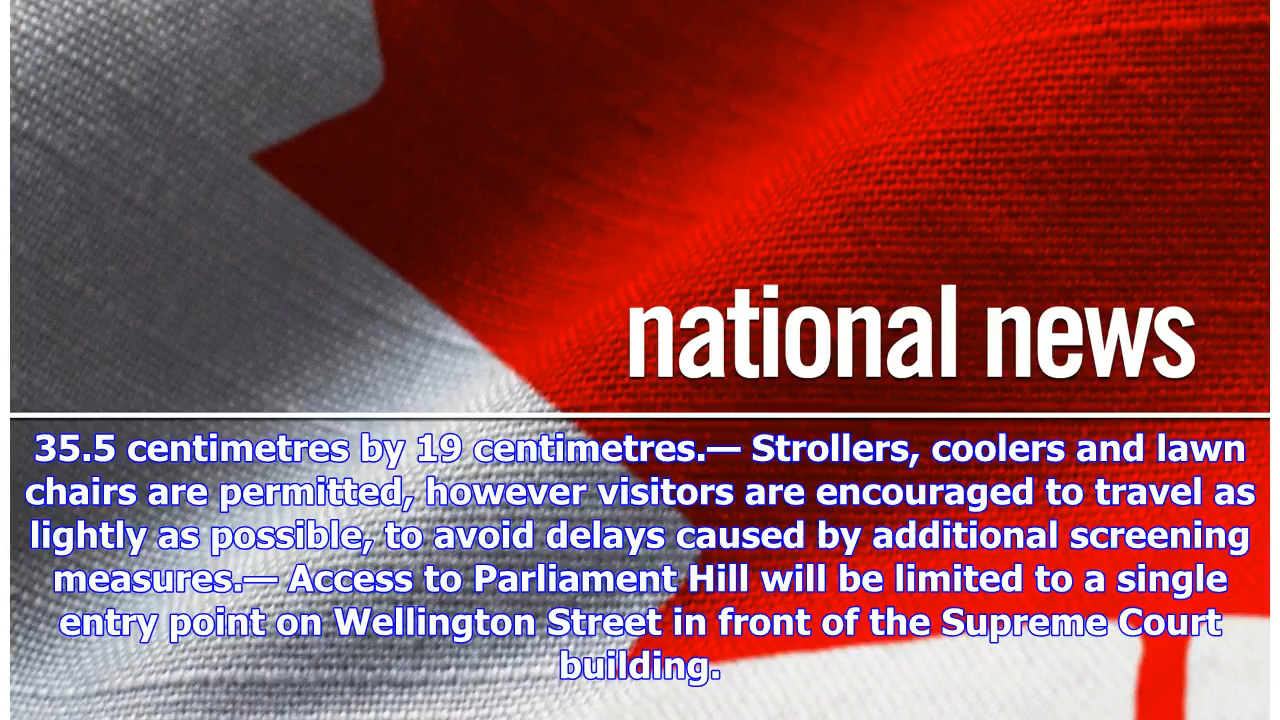 national news
35.5 centimetres by 19 centimetres.— Strollers, coolers and lawn
chairs are permitted, however visitors are encouraged to travel as
lightly as possible, to avoid delays caused by additional screening
measures.— Access to Parliament Hill will be limited to a single
entry point on Wellington Street in front of the Supreme Court
building.